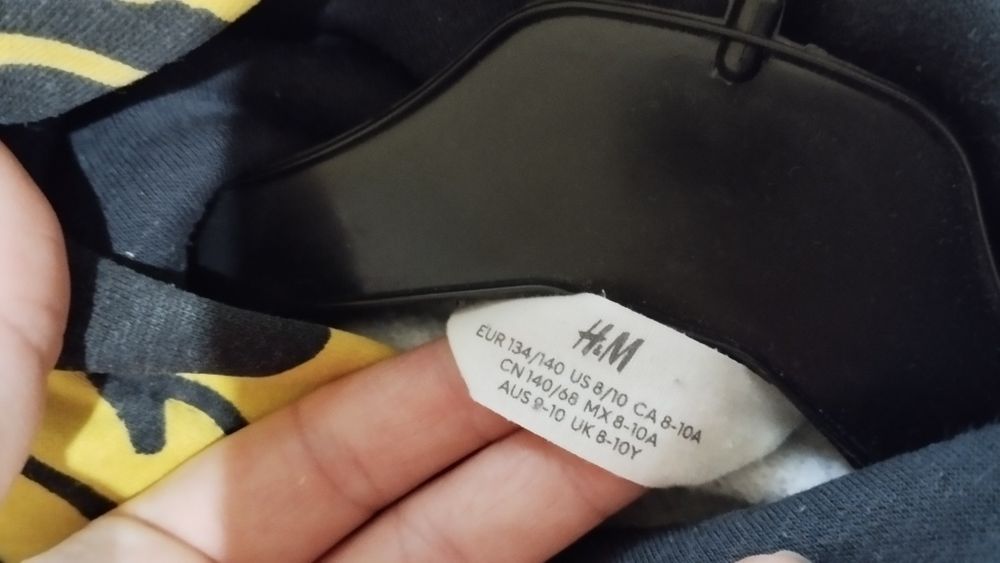 H&M
EUR 134/140 US 8/10 CA 8-10A
CN 140/68 MX 8-10A
AUS 8-10 UK 8-10Y